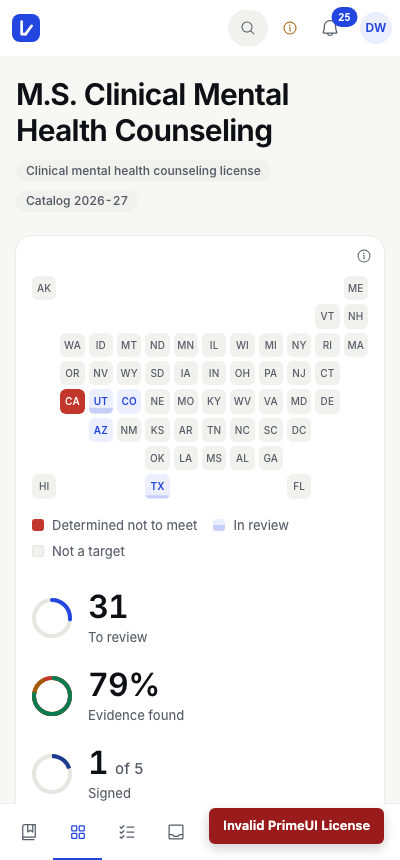 25
DW
M.S. Clinical Mental
Health Counseling
Clinical mental health counseling license
Catalog 2026-27
AK ME
VT NH
WA ID MT ND MN IL WI MI NY RI MA
OR NV WY SD IA IN OH PA NJ CT
CA UT CO NE MO KY WV VA MD DE
AZ NM KS AR TN NC SC DC
OK LA MS AL GA
HI TX FL
Determined not to meet In review
Not a target
31
To review
79%
Evidence found
1 of 5
Signed
Invalid PrimeUI License